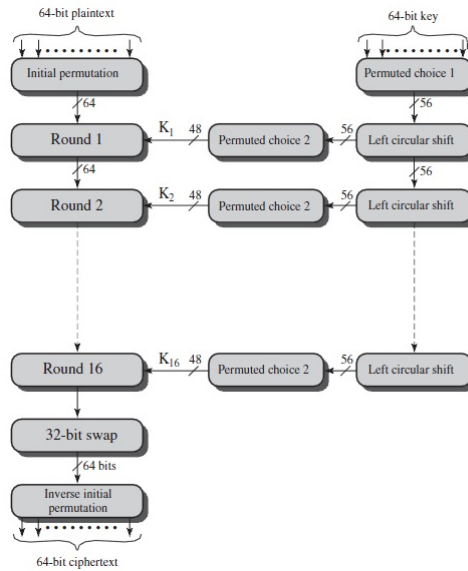 64-bit plaintext
64-bit key
Initial permutation
Permuted choice 1
64
56
Round 1
K1
48
Permuted choice 2
56
Left circular shift
64
56
Round 2
K2
48
Permuted choice 2
56
Left circular shift
Round 16
K16
48
Permuted choice 2
56
Left circular shift
32-bit swap
64 bits
Inverse initial
permutation
64-bit ciphertext